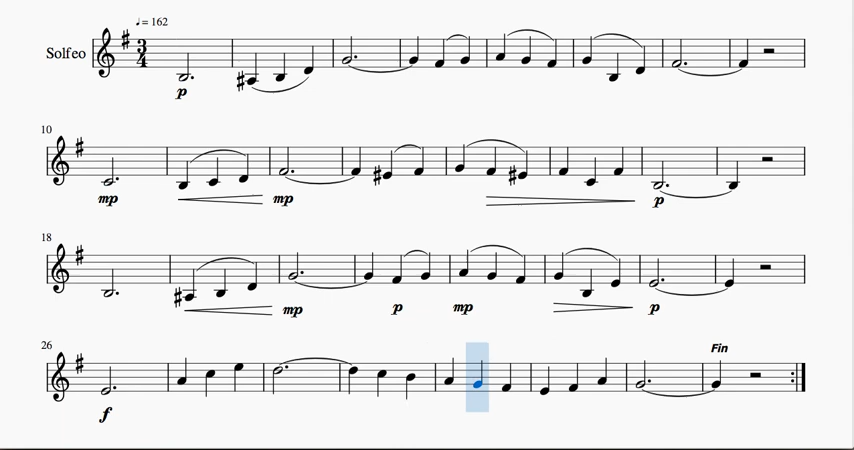 ♩ = 162
Solfeo
3
4
p
10
mp mp p
18
mp p mp p
26
Fin
f